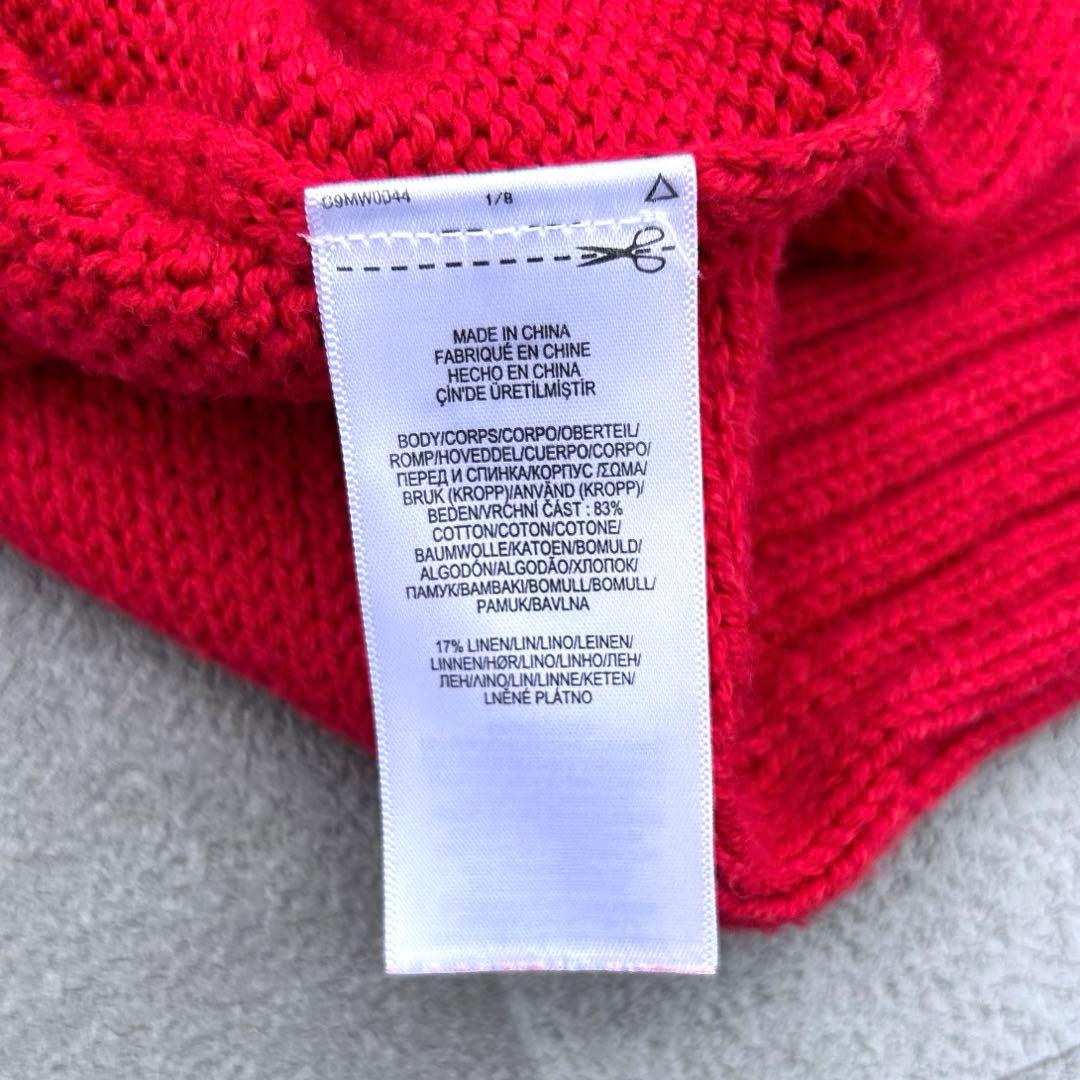 09MW0044 1/8
MADE IN CHINA
FABRIQUÉ EN CHINE
HECHO EN CHINA
ÇİN'DE ÜRETİLMİŞTİR
BODY/CORPS/CORPO/OBERTEIL/
ROMP/HOVEDDEL/CUERPO/CORPO/
ПЕРЕД И СПИНКА/КОРПУС /ΣΩΜΑ/
BRUK (KROPP)/ANVÄND (KROPP)/
BEDEN/VRCHNÍ ČÁST : 83%
COTTON/COTON/COTONE/
BAUMWOLLE/KATOEN/BOMULD/
ALGODÓN/ALGODÃO/ХЛОПОК/
ПАМУК/ΒΑΜΒΑΚΙ/BOMULL/BOMULL/
PAMUK/BAVLNA
17% LINEN/LIN/LINO/LEINEN/
LINNEN/HØR/LINO/LINHO/ЛЕН/
ЛЕН/ΛΙΝΟ/LIN/LINNE/KETEN/
LNĚNÉ PLÁTNO